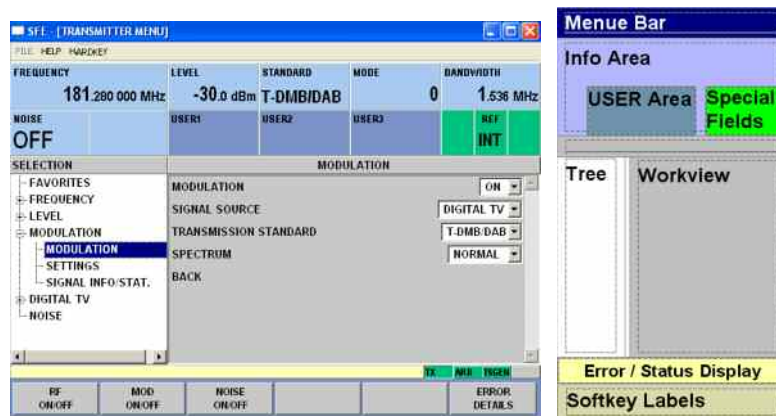 SFE - [TRANSMITTER MENU]
FILE HELP HARDKEY
FREQUENCY LEVEL STANDARD MODE BANDWIDTH
181.280 000 MHz -30.0 dBm T-DMB/DAB 0 1.536 MHz
NOISE USER1 USER2 USER3 REF
OFF INT
SELECTION MODULATION
FAVORITES
FREQUENCY
LEVEL
MODULATION
MODULATION
SETTINGS
SIGNAL INFO/STAT.
DIGITAL TV
NOISE
MODULATION ON
SIGNAL SOURCE DIGITAL TV
TRANSMISSION STANDARD T-DMB/DAB
SPECTRUM NORMAL
BACK
TX ARB TSGEN
RF ON/OFF
MOD ON/OFF
NOISE ON/OFF
ERROR DETAILS
Menue Bar
Info Area
USER Area
Special
Fields
Tree
Workview
Error / Status Display
Softkey Labels